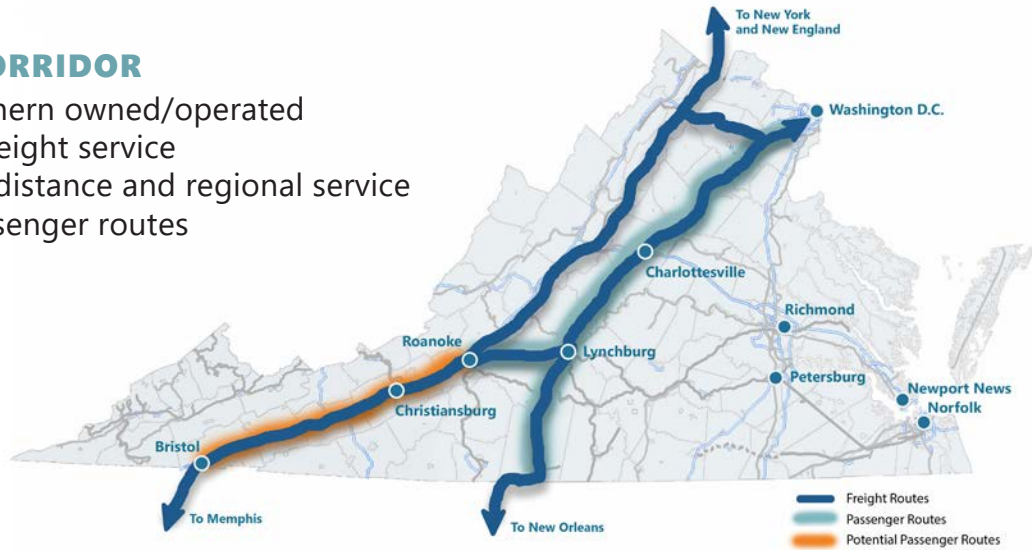 ORRIDOR
hern owned/operated
eight service
distance and regional service
senger routes
To New York
and New England
Washington D.C.
Charlottesville
Richmond
Roanoke
Lynchburg
Petersburg
Christiansburg
Newport News
Norfolk
Bristol
To Memphis
To New Orleans
Freight Routes
Passenger Routes
Potential Passenger Routes